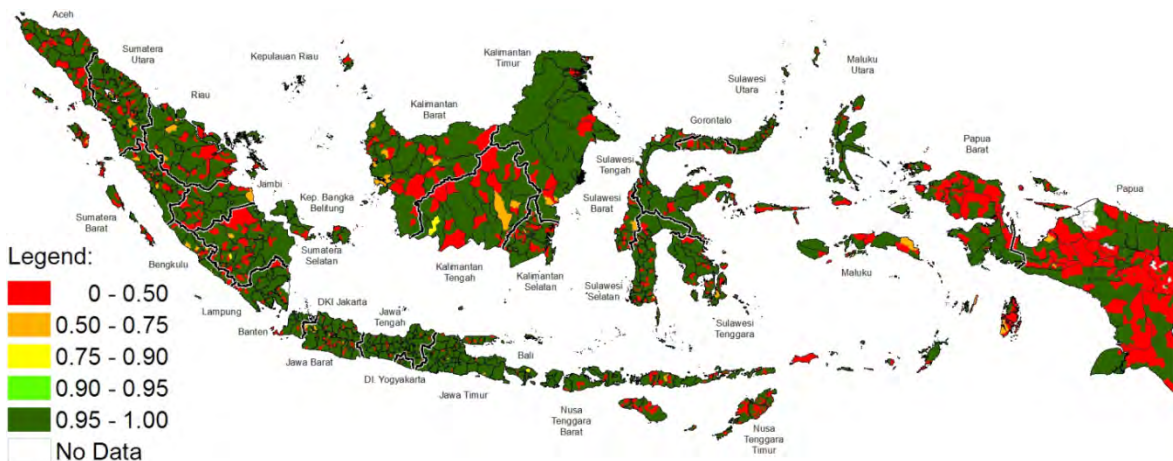 Aceh
Sumatera
Utara
Kepulauan Riau
Riau
Kalimantan
Timur
Kalimantan
Barat
Sulawesi
Utara
Maluku
Utara
Gorontalo
Sulawesi
Tengah
Papua
Barat
Papua
Jambi
Kep. Bangka
Belitung
Sulawesi
Barat
Sumatera
Barat
Sumatera
Selatan
Bengkulu
Kalimantan
Tengah
Kalimantan
Selatan
Maluku
Sulawesi
Selatan
Sulawesi
Tenggara
Lampung
DKI Jakarta
Banten
Jawa
Tengah
Jawa Barat
DI. Yogyakarta
Jawa Timur
Bali
Nusa
Tenggara
Barat
Nusa
Tenggara
Timur
Legend:
0 - 0.50
0.50 - 0.75
0.75 - 0.90
0.90 - 0.95
0.95 - 1.00
No Data